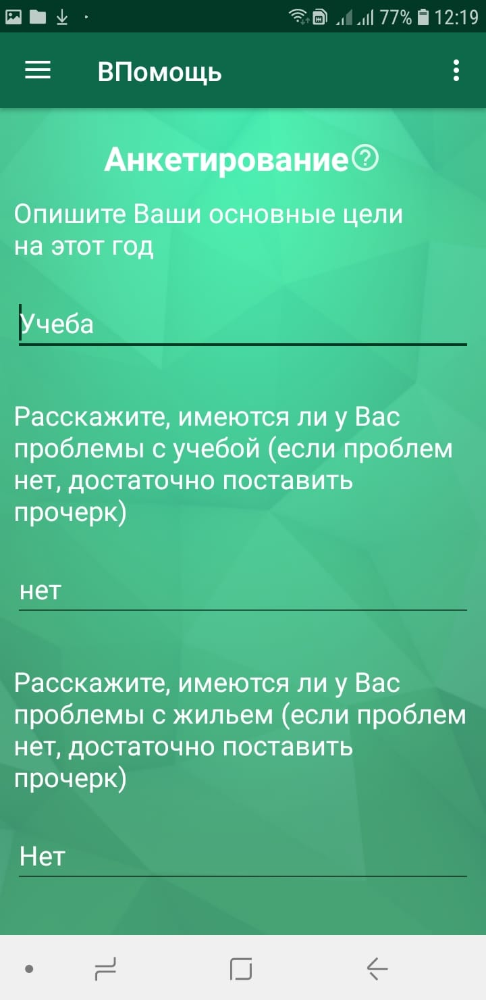 77% 12:19
ВПомощь
Анкетирование?
Опишите Ваши основные цели
на этот год
Учеба
Расскажите, имеются ли у Вас
проблемы с учебой (если проблем
нет, достаточно поставить
прочерк)
нет
Расскажите, имеются ли у Вас
проблемы с жильем (если проблем
нет, достаточно поставить
прочерк)
Нет